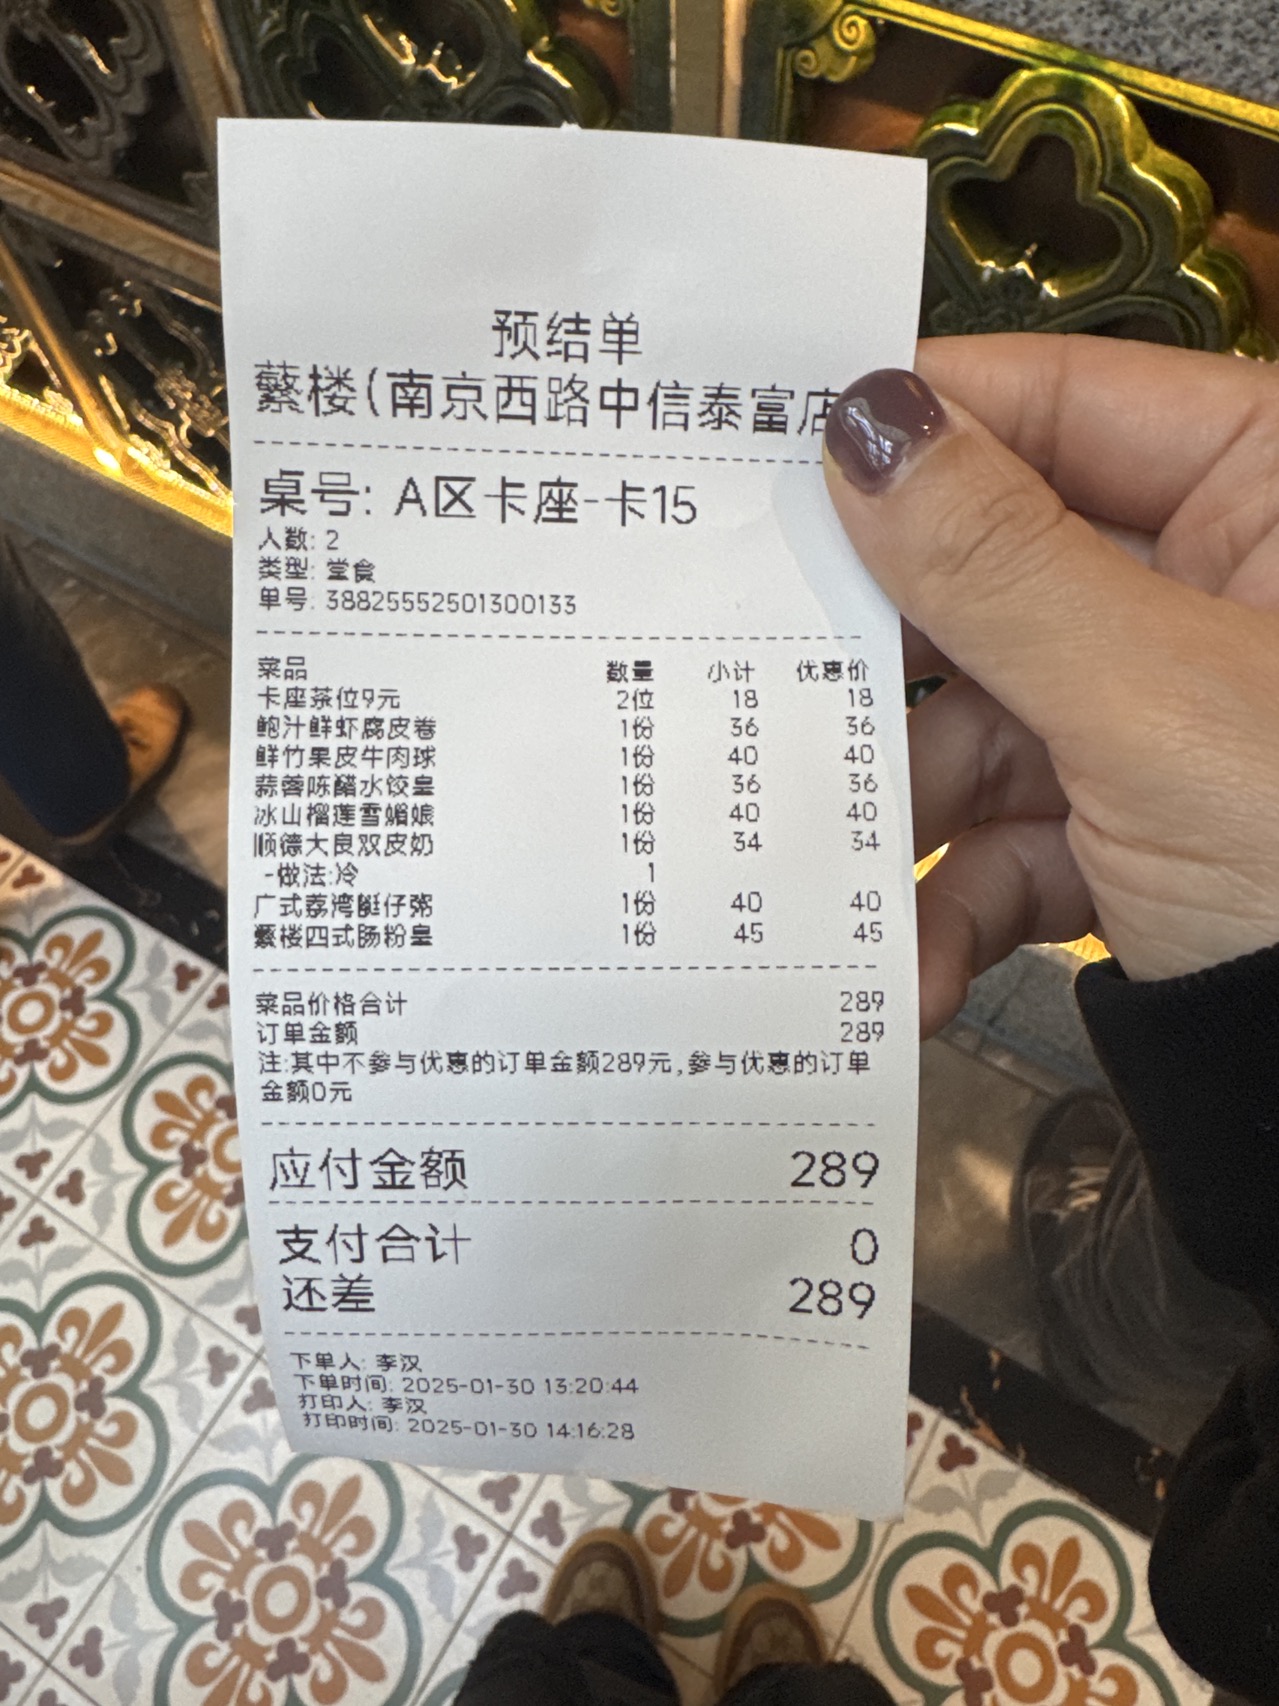 预结单
蘩楼(南京西路中信泰富店
桌号: A区卡座-卡15
人数: 2
类型: 堂食
单号: 38825552501300133
菜品 数量 小计 优惠价
卡座茶位9元 2位 18 18
鲍汁鲜虾腐皮卷 1份 36 36
鲜竹果皮牛肉球 1份 40 40
蒜蓉陈醋水饺皇 1份 36 36
冰山榴莲雪媚娘 1份 40 40
顺德大良双皮奶 1份 34 34
-做法:冷 1
广式荔湾艇仔粥 1份 40 40
蘩楼四式肠粉皇 1份 45 45
菜品价格合计 289
订单金额 289
注:其中不参与优惠的订单金额289元,参与优惠的订单
金额0元
应付金额 289
支付合计 0
还差 289
下单人: 李汉
下单时间: 2025-01-30 13:20:44
打印人: 李汉
打印时间: 2025-01-30 14:16:28